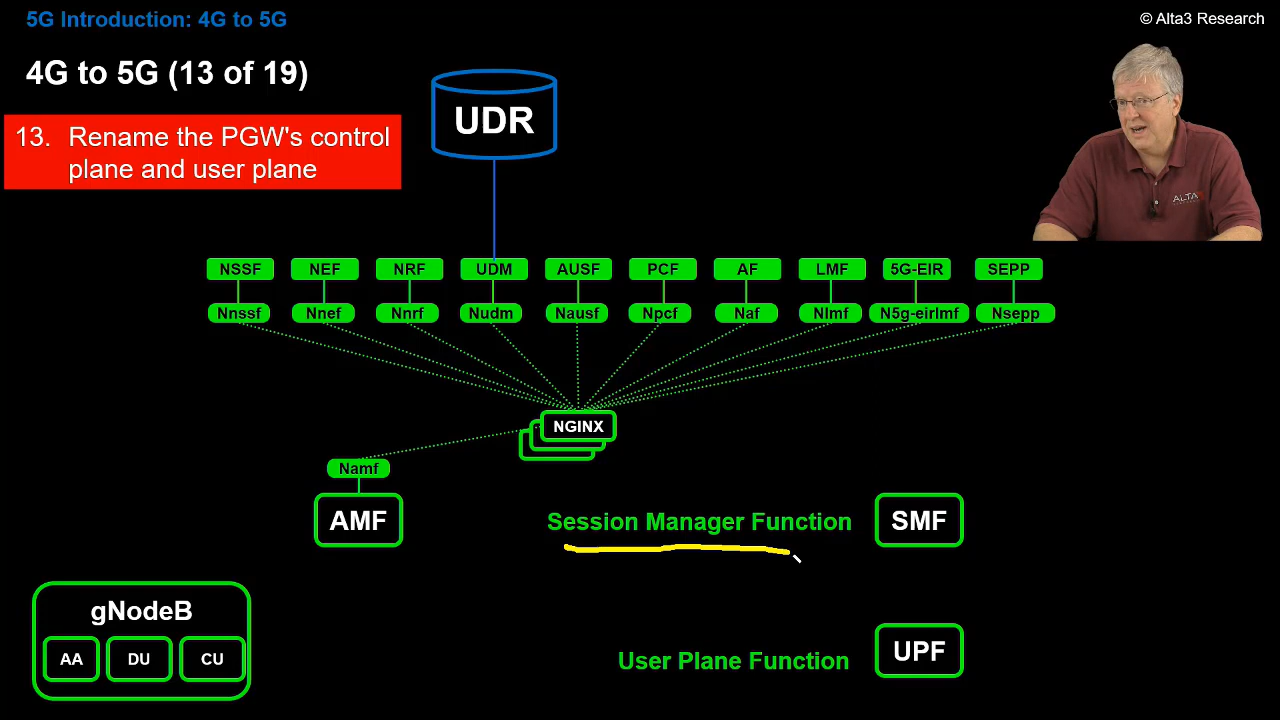 5G Introduction: 4G to 5G
© Alta3 Research
4G to 5G (13 of 19)
13. Rename the PGW's control
plane and user plane
UDR
ALTA3
NSSF NEF NRF UDM AUSF PCF AF LMF 5G-EIR SEPP
Nnssf Nnef Nnrf Nudm Nausf Npcf Naf Nlmf N5g-eirlmf Nsepp
NGINX
Namf
AMF
Session Manager Function
SMF
gNodeB
AA DU CU
User Plane Function
UPF